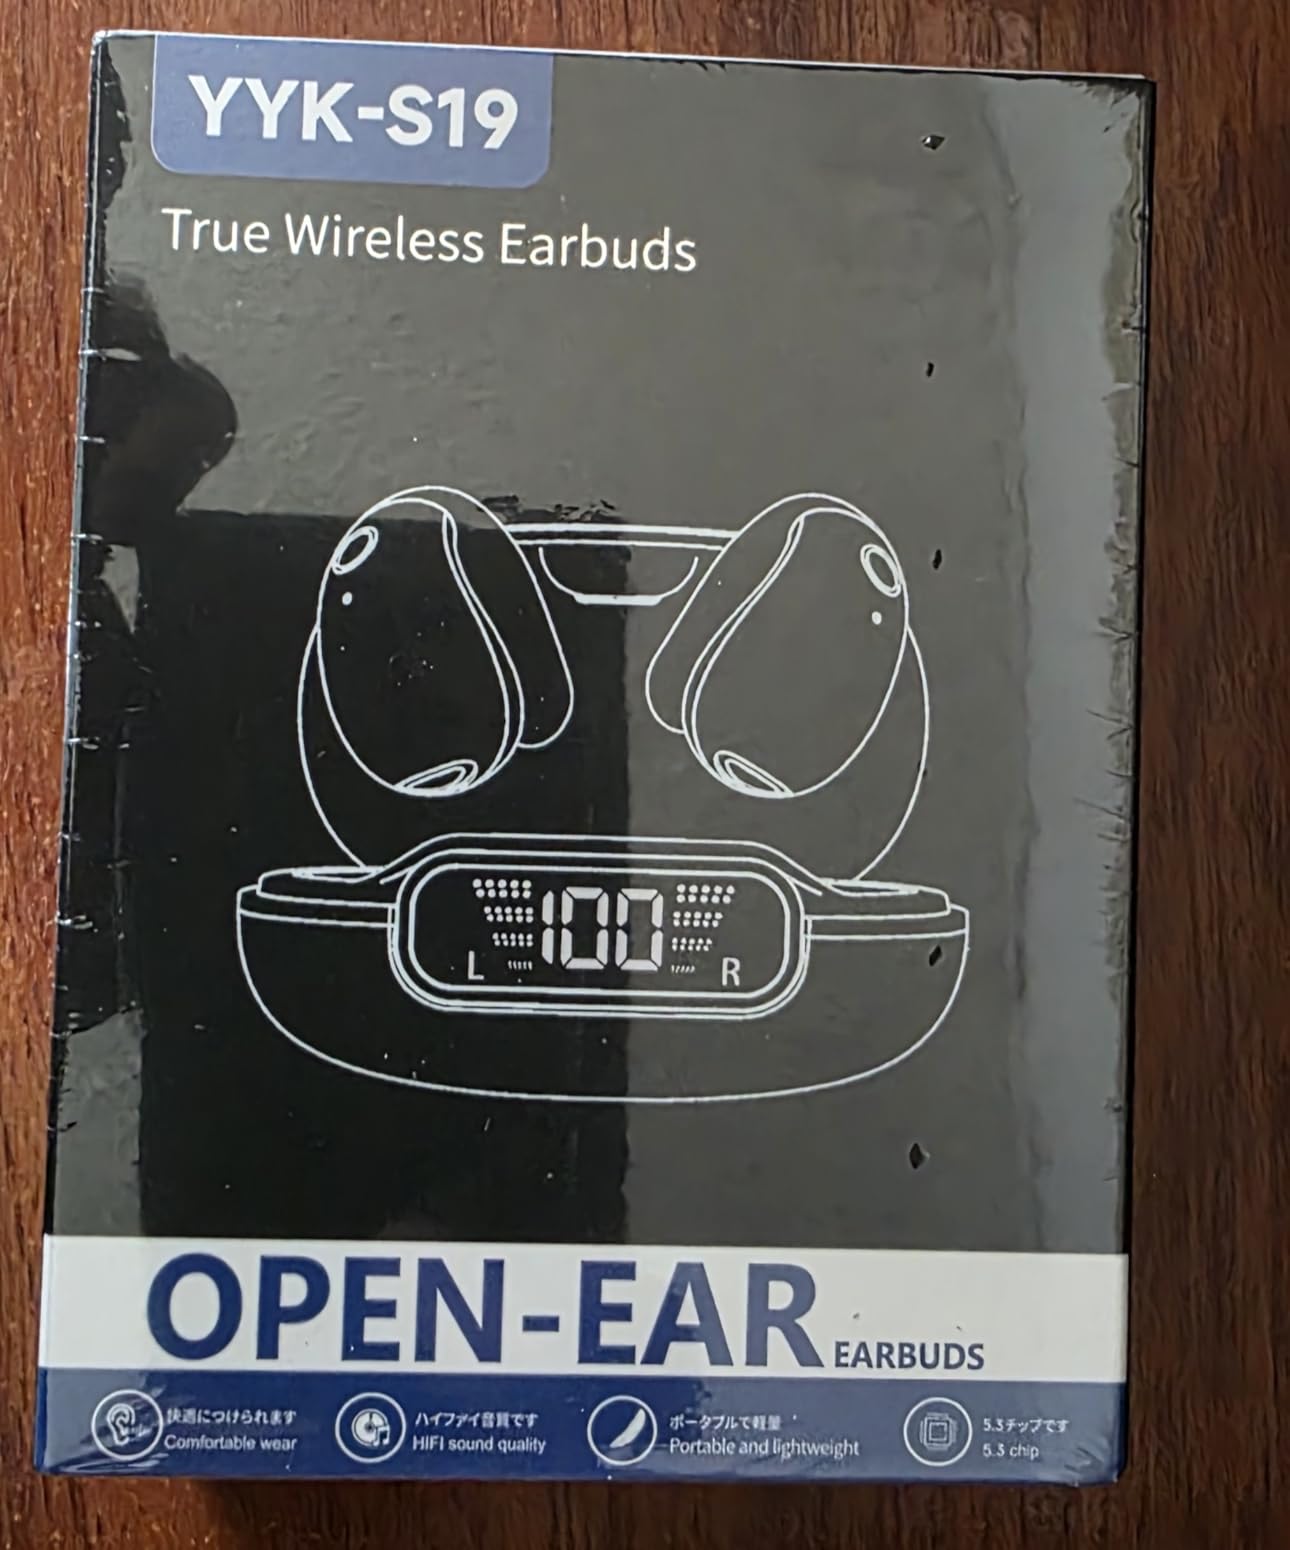 YYK-S19
True Wireless Earbuds
L 100 R
OPEN-EAR EARBUDS
快適につけられます
Comfortable wear
ハイファイ音質です
HIFI sound quality
ポータブルで軽量
Portable and lightweight
5.3チップです
5.3 chip